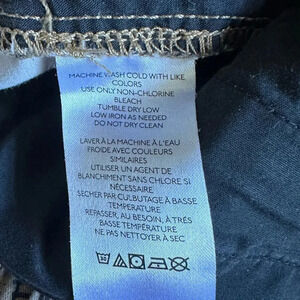 MACHINE WASH COLD WITH LIKE
COLORS
USE ONLY NON-CHLORINE
BLEACH
TUMBLE DRY LOW
LOW IRON AS NEEDED
DO NOT DRY CLEAN
LAVER À LA MACHINE À L'EAU
FROIDE AVEC COULEURS
SIMILAIRES
UTILISER UN AGENT DE
BLANCHIMENT SANS CHLORE SI
NÉCESSAIRE
SECHER PAR CULBUTAGE À BASSE
TEMPERATURE
REPASSER, AU BESOIN, À TRÈS
BASSE TEMPÉRATURE
NE PAS NETTOYER À SEC